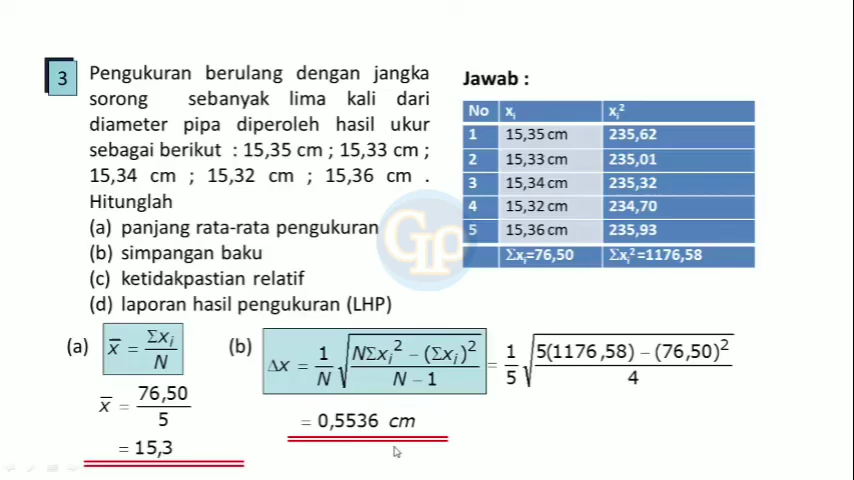 3
Pengukuran berulang dengan jangka
sorong sebanyak lima kali dari
diameter pipa diperoleh hasil ukur
sebagai berikut : 15,35 cm ; 15,33 cm ;
15,34 cm ; 15,32 cm ; 15,36 cm .
Hitunglah
(a) panjang rata-rata pengukuran
(b) simpangan baku
(c) ketidakpastian relatif
(d) laporan hasil pengukuran (LHP)
Jawab :
No xᵢ xᵢ²
1 15,35 cm 235,62
2 15,33 cm 235,01
3 15,34 cm 235,32
4 15,32 cm 234,70
5 15,36 cm 235,93
Σxᵢ=76,50 Σxᵢ²=1176,58
GIP
(a) x̅ = Σxᵢ / N
x̅ = 76,50 / 5
= 15,3
(b) Δx = 1/N √((NΣxᵢ² − (Σxᵢ)²) / (N − 1)) = 1/5 √((5(1176,58) − (76,50)²) / 4)
= 0,5536 cm